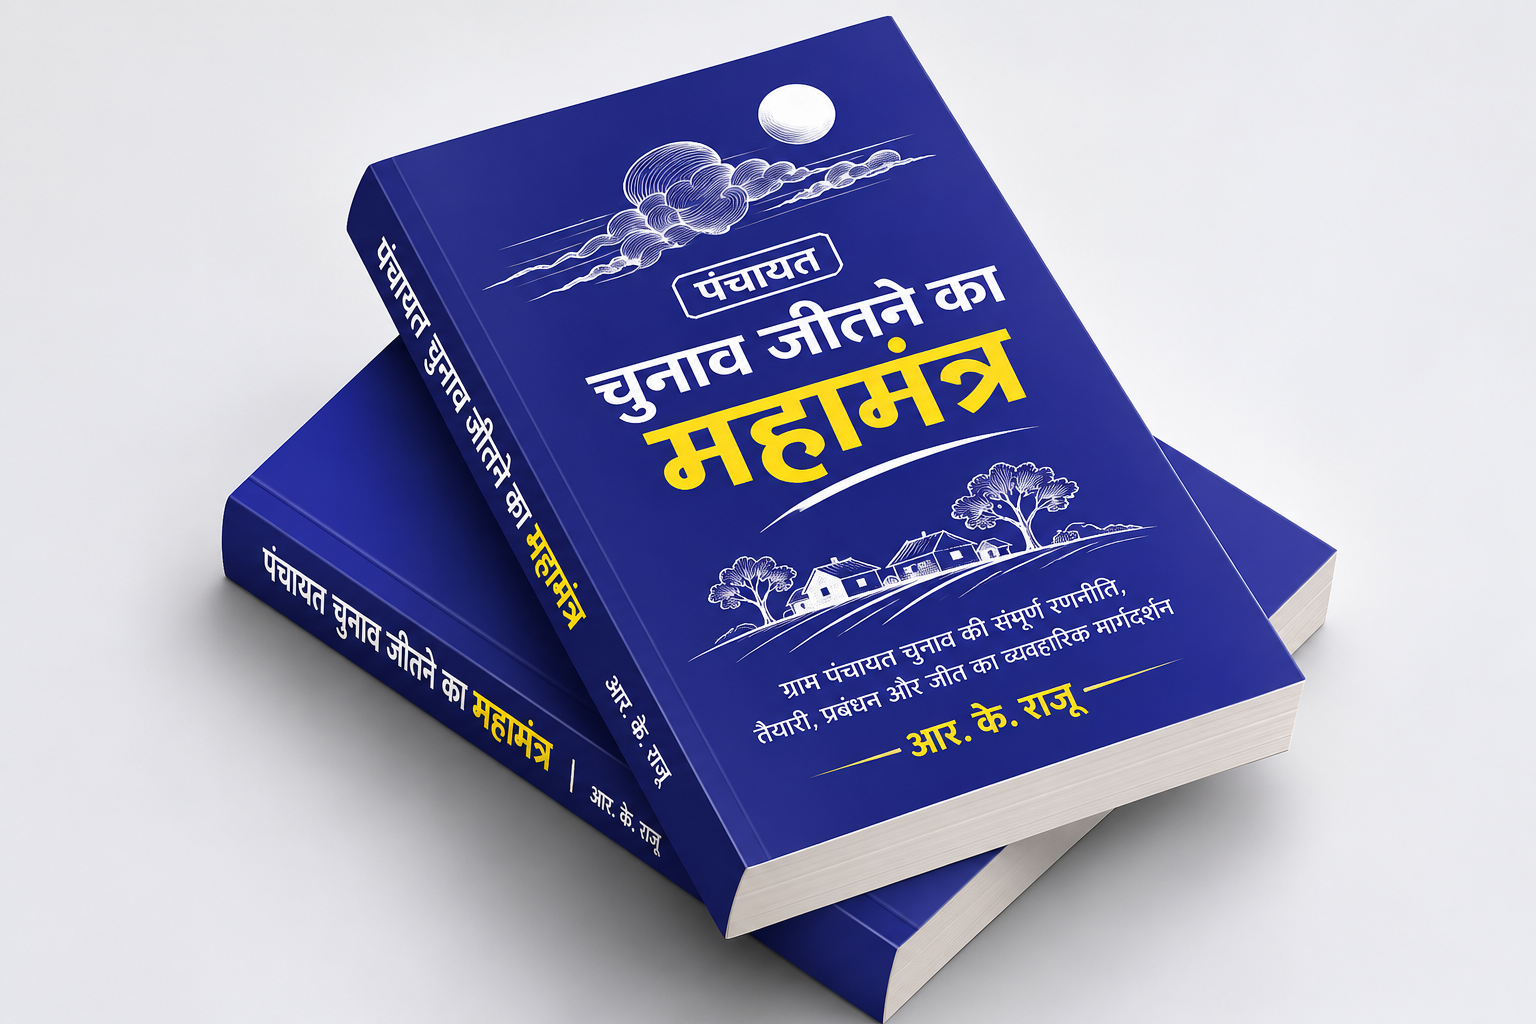 पंचायत
चुनाव जीतने का
महामंत्र
ग्राम पंचायत चुनाव की संपूर्ण रणनीति,
तैयारी, प्रबंधन और जीत का व्यवहारिक मार्गदर्शन
आर. के. राजू
पंचायत चुनाव जीतने का महामंत्र
आर. के. राजू
पंचायत चुनाव जीतने का महामंत्र | आर. के. राजू